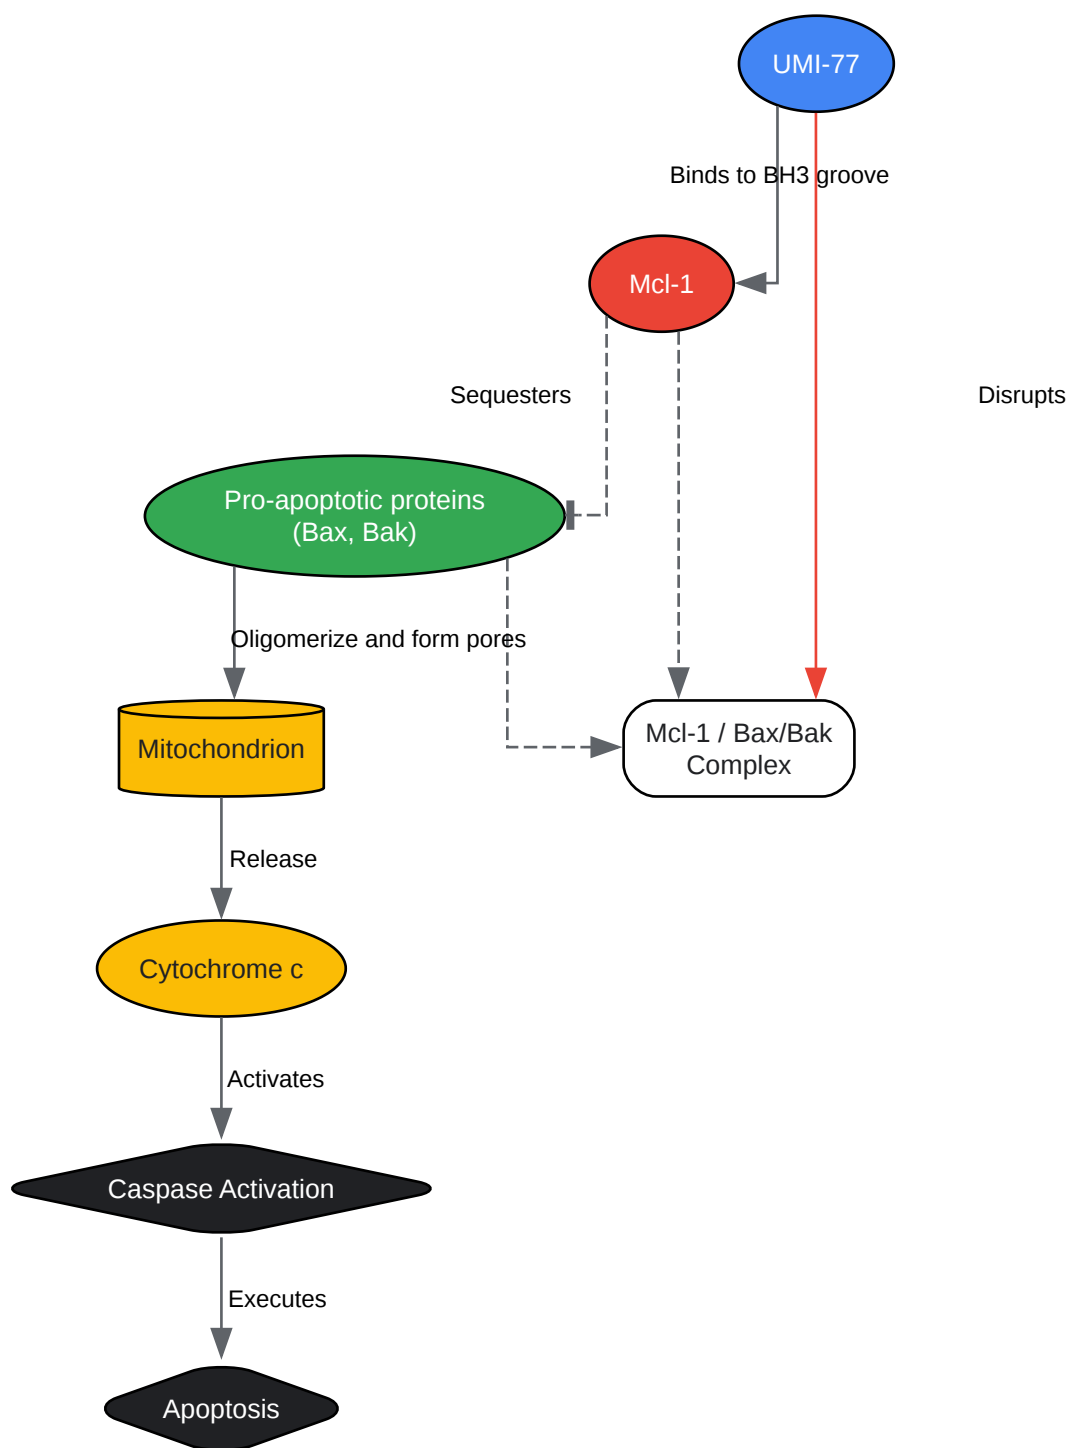 UMI-77
Binds to BH3 groove
Mcl-1
Sequesters
Disrupts
Pro-apoptotic proteins
(Bax, Bak)
Oligomerize and form pores
Mitochondrion
Mcl-1 / Bax/Bak
Complex
Release
Cytochrome c
Activates
Caspase Activation
Executes
Apoptosis